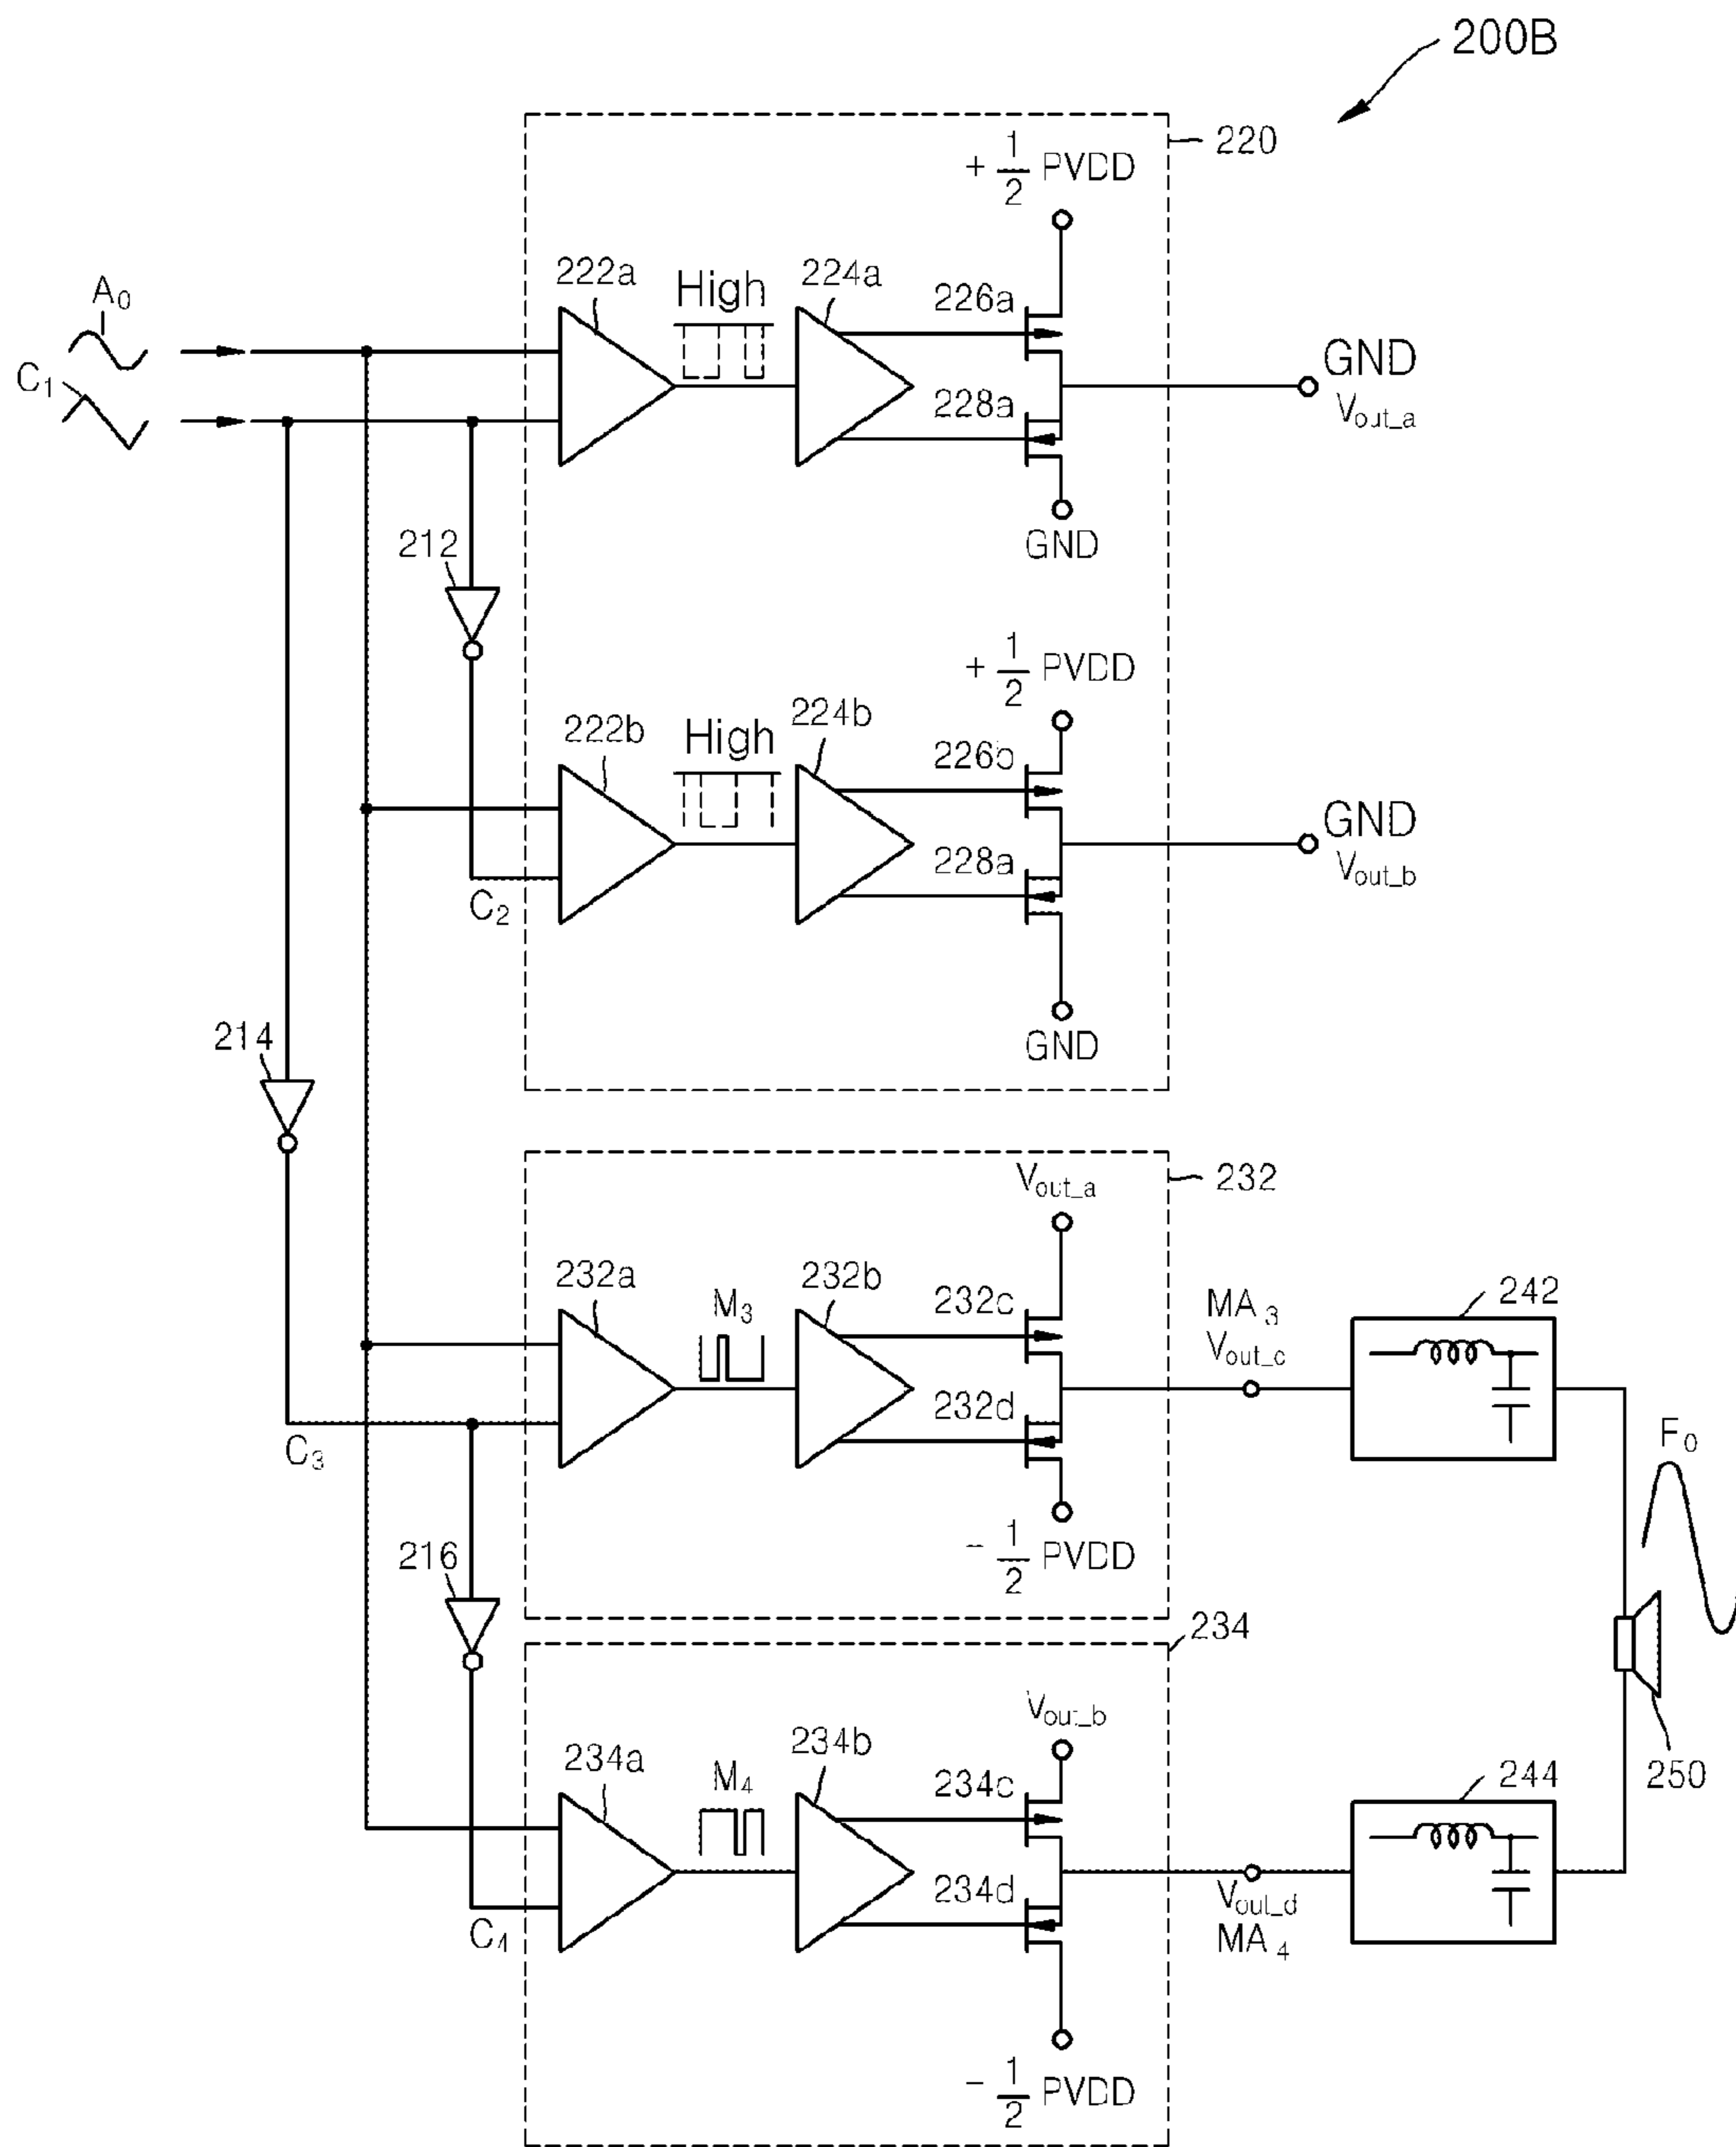 200B
220
+ 1/2 PVDD
A0
222a
High
224a
226a
C1
GND
Vout_a
228a
GND
212
+ 1/2 PVDD
222b
High
224b
226b
GND
Vout_b
228a
C2
GND
214
Vout_a
232
232a
M3
232b
232c
MA3
Vout_c
242
232d
C3
F0
216
- 1/2 PVDD
234
Vout_b
234a
M4
234b
234c
244
250
234d
Vout_d
MA4
C4
- 1/2 PVDD